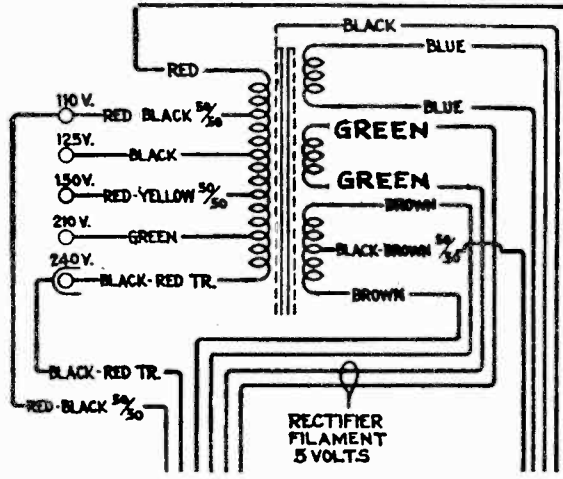 BLACK
BLUE
RED
110 V.
RED BLACK 50/50
BLUE
GREEN
125V.
BLACK
150V.
RED-YELLOW 50/50
GREEN
BROWN
210 V.
GREEN
BLACK-BROWN 50/50
240V.
BLACK-RED TR.
BROWN
BLACK-RED TR.
RED-BLACK 50/50
RECTIFIER
FILAMENT
5 VOLTS